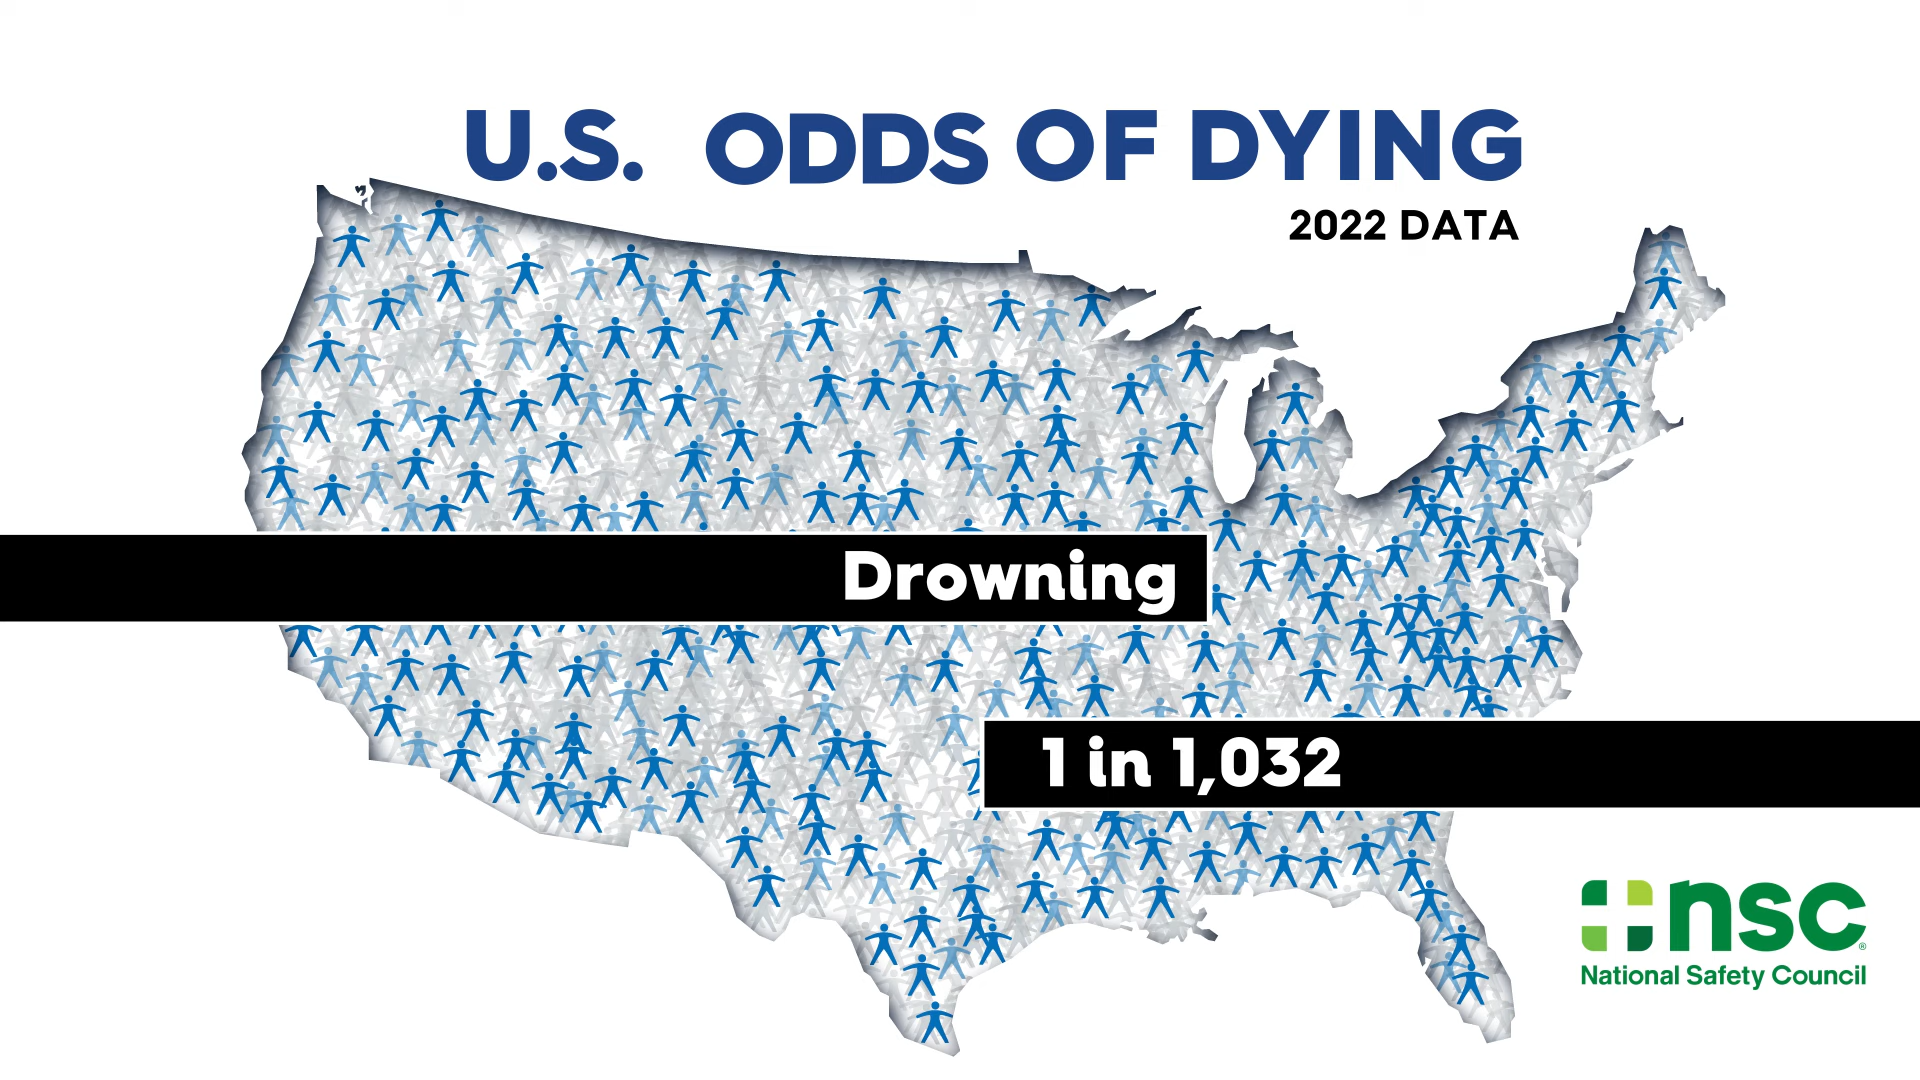 U.S. ODDS OF DYING
2022 DATA
Drowning
1 in 1,032
nsc®
National Safety Council